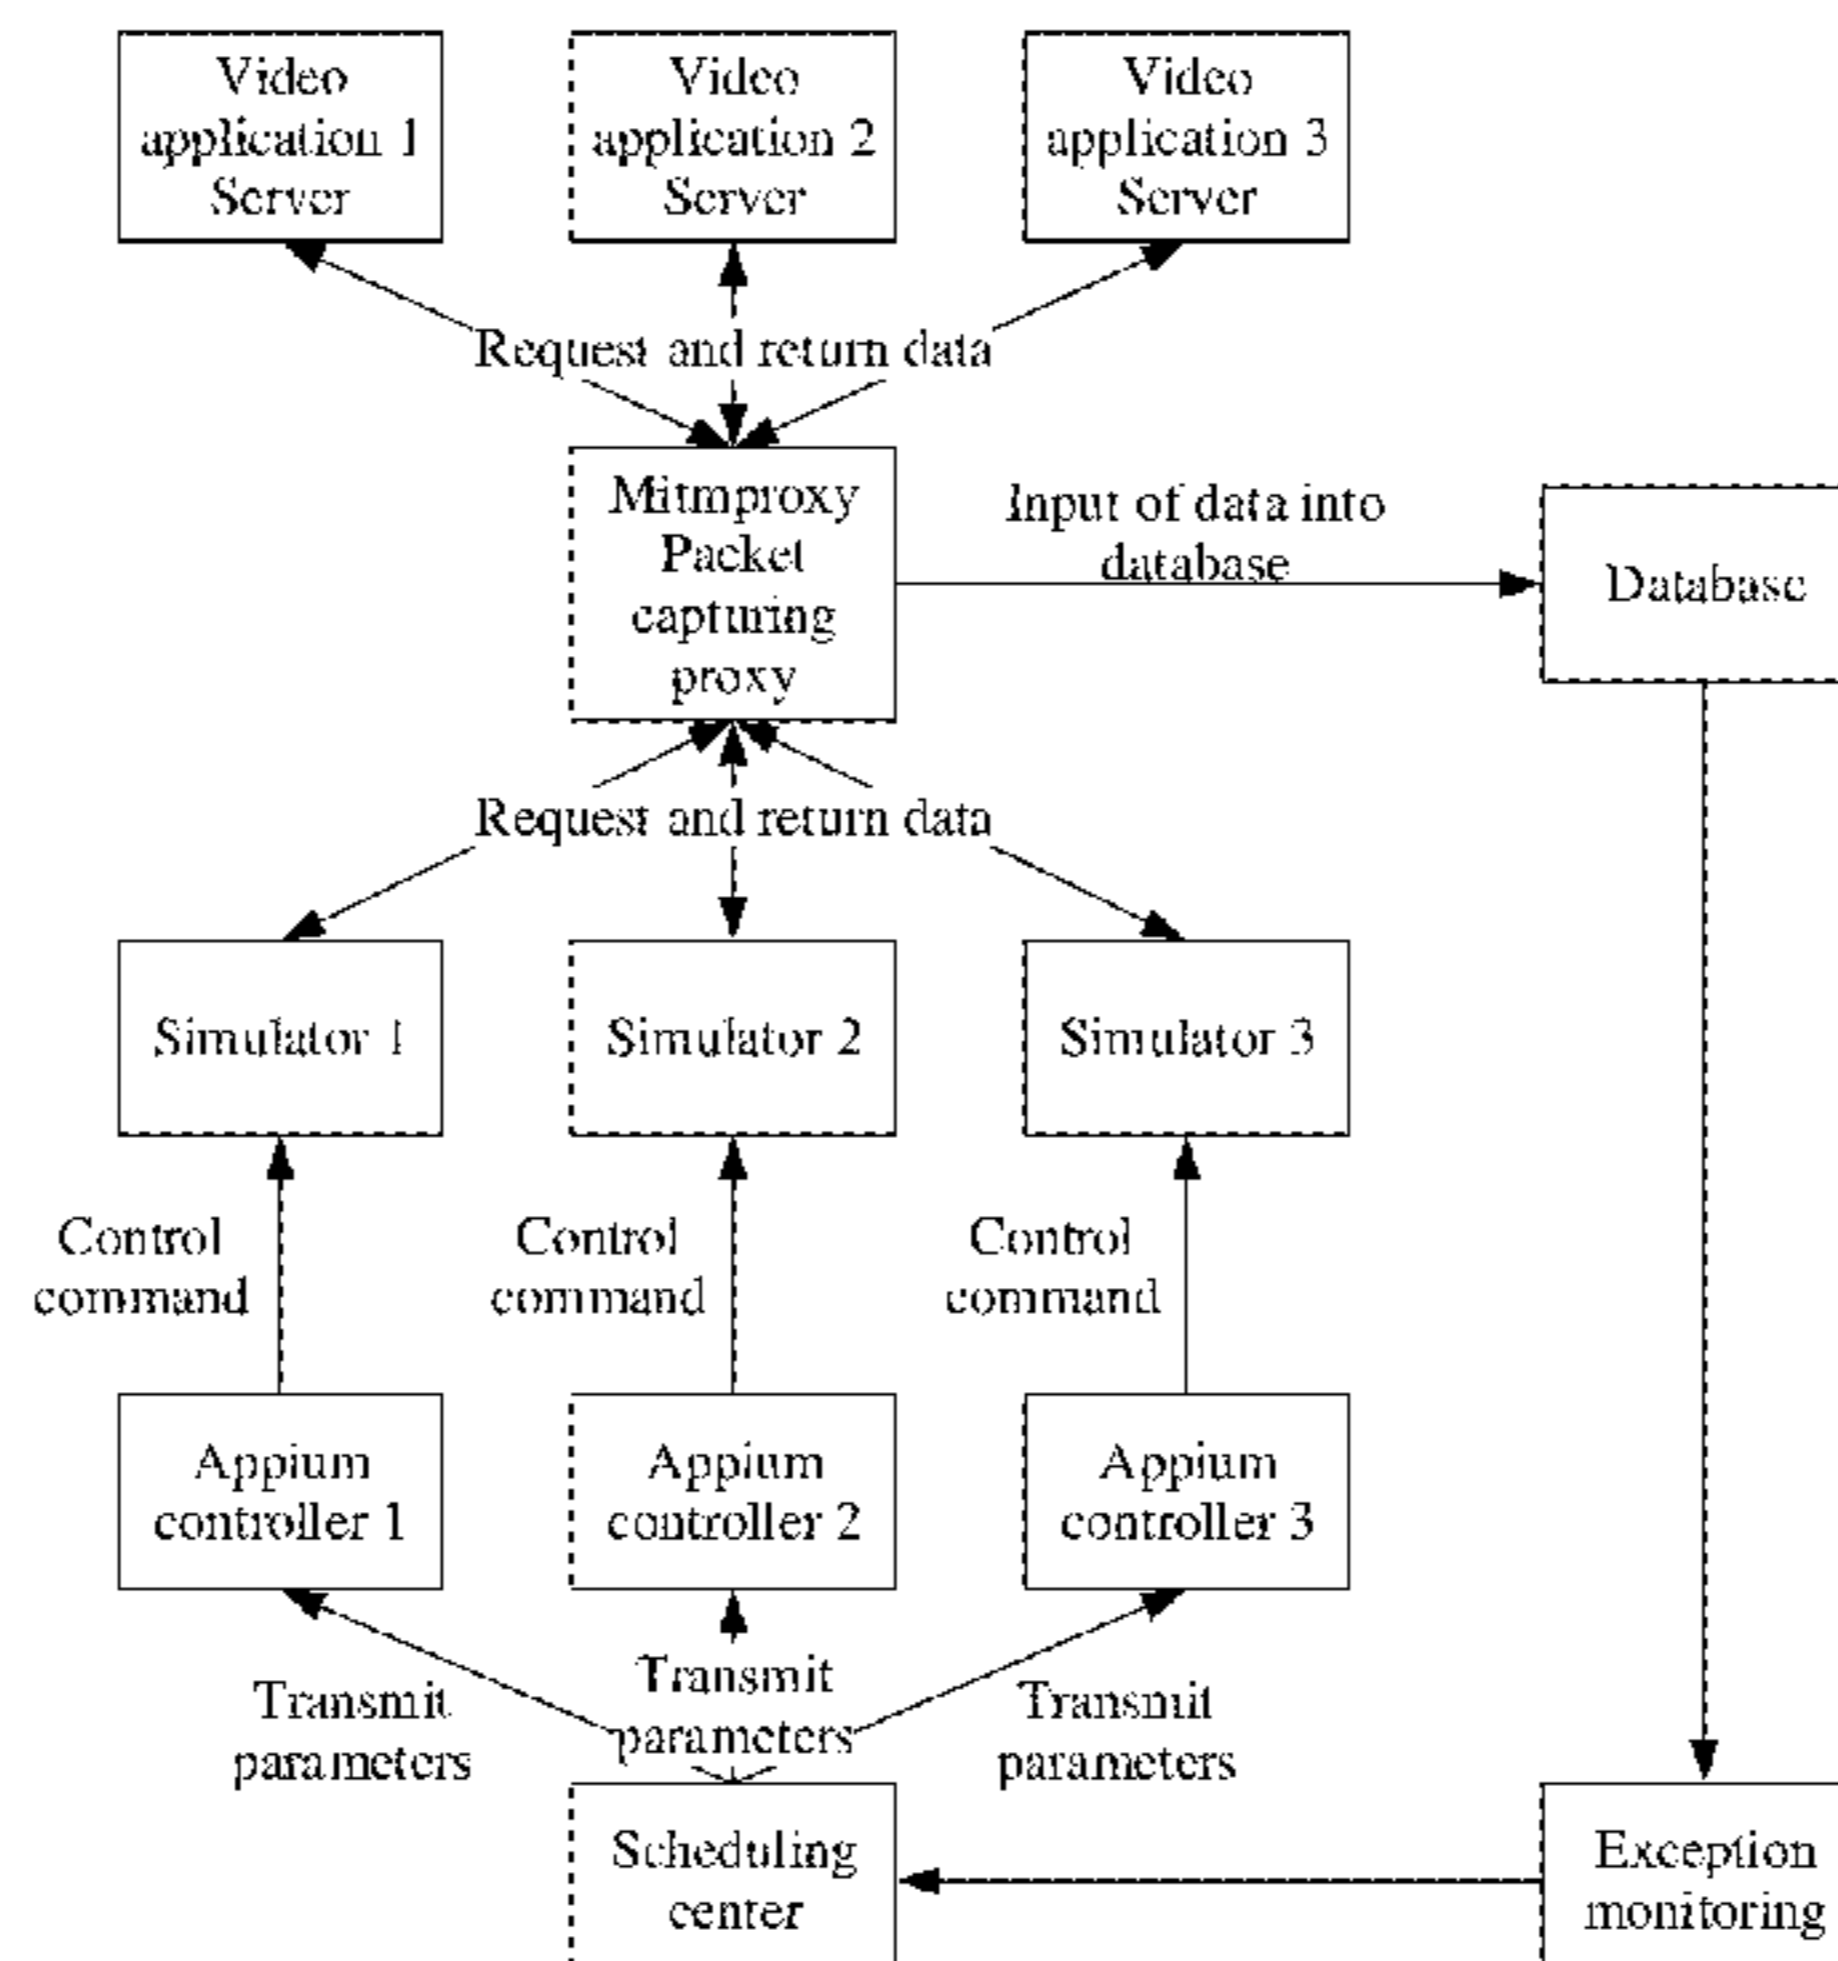 Video
application 1
Server
Video
application 2
Server
Video
application 3
Server
Request and return data
Mitmproxy
Packet
capturing
proxy
Input of data into
database
Database
Request and return data
Simulator 1
Simulator 2
Simulator 3
Control
command
Control
command
Control
command
Appium
controller 1
Appium
controller 2
Appium
controller 3
Transmit
parameters
Transmit
parameters
Transmit
parameters
Scheduling
center
Exception
monitoring